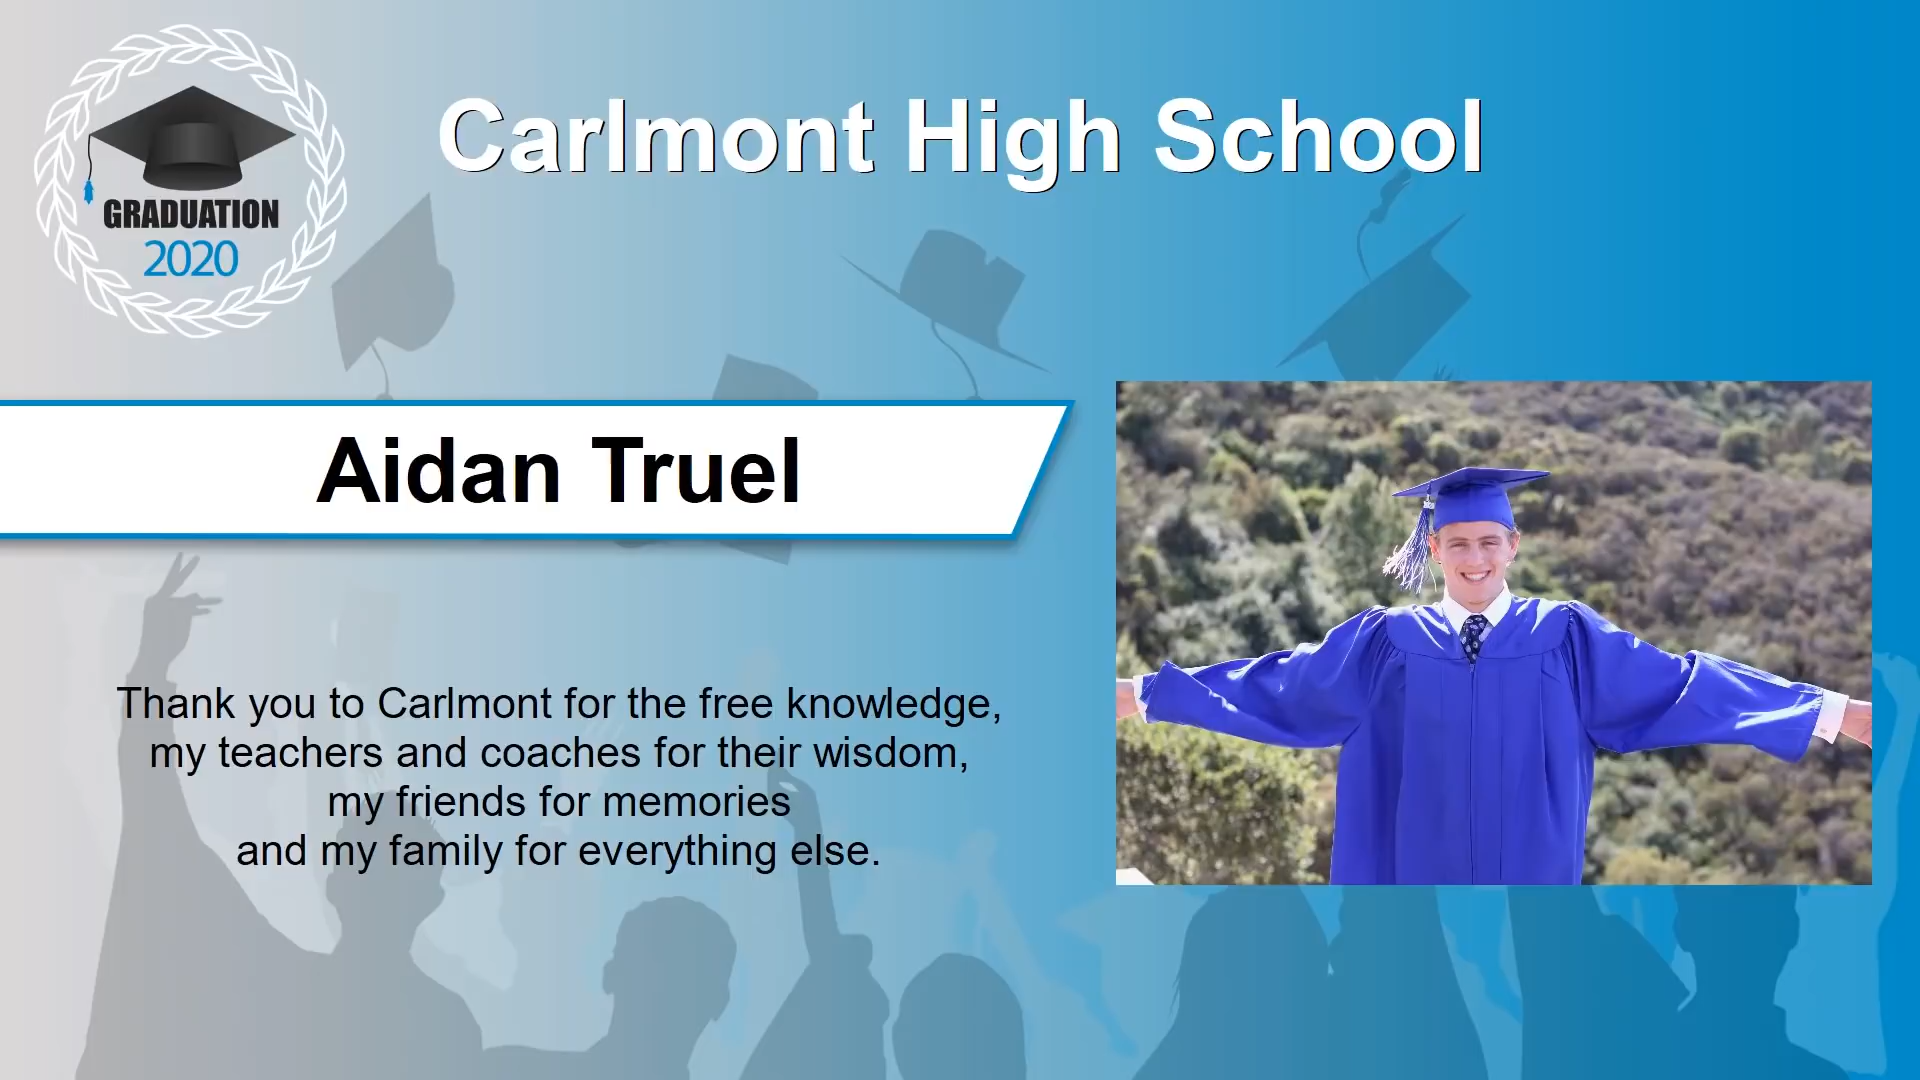 GRADUATION
2020
Carlmont High School
Aidan Truel
Thank you to Carlmont for the free knowledge,
my teachers and coaches for their wisdom,
my friends for memories
and my family for everything else.